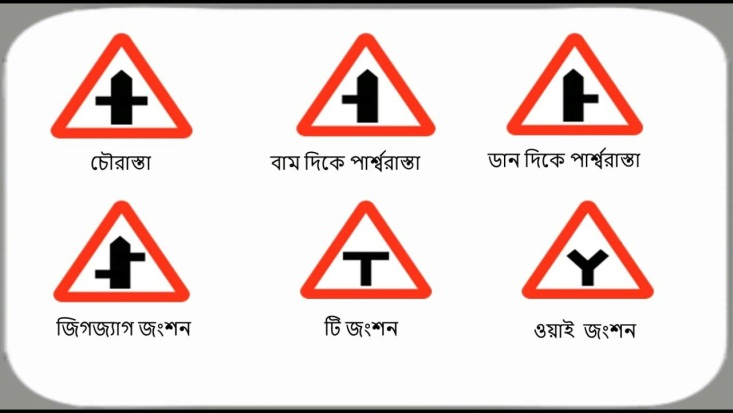 চৌরাস্তা
বাম দিকে পার্শ্বরাস্তা
ডান দিকে পার্শ্বরাস্তা
জিগজ্যাগ জংশন
টি জংশন
ওয়াই জংশন